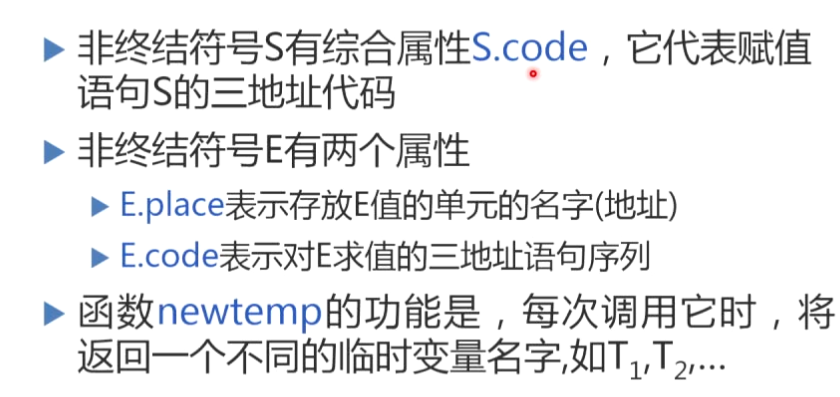 非终结符号S有综合属性S.code，它代表赋值
语句S的三地址代码
非终结符号E有两个属性
E.place表示存放E值的单元的名字(地址)
E.code表示对E求值的三地址语句序列
函数newtemp的功能是，每次调用它时，将
返回一个不同的临时变量名字,如T₁,T₂,…